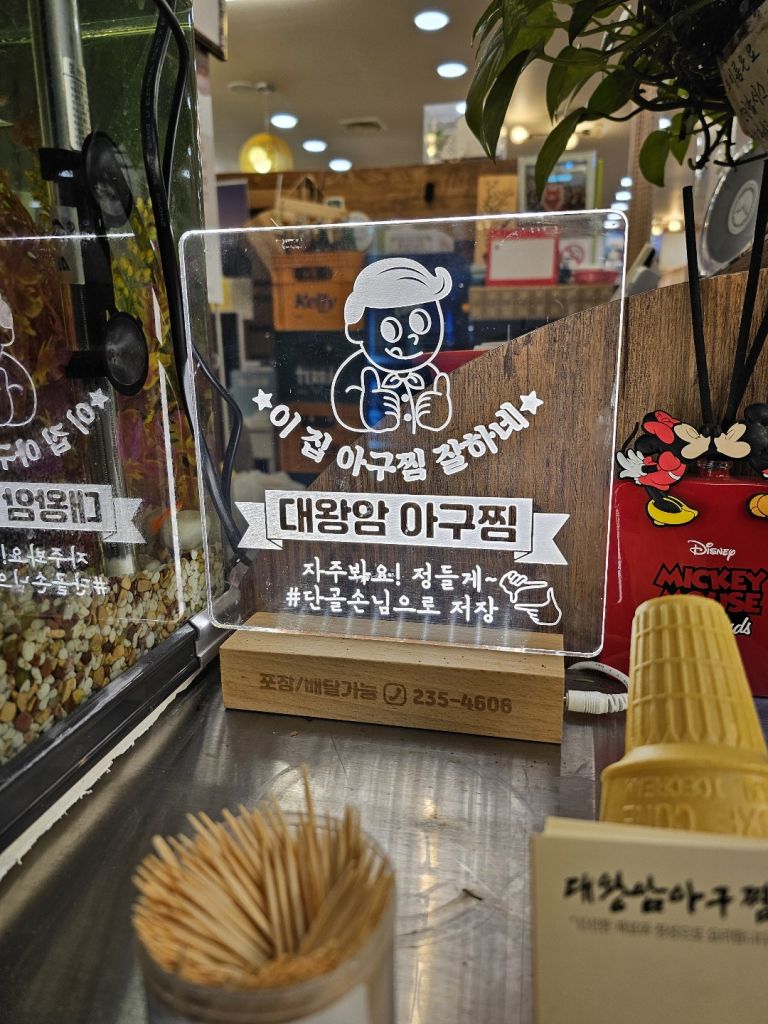 Kelly
이 집 아구찜 잘하네
대왕암 아구찜
자주봐요! 정들게~
#단골손님으로 저장
포장/배달가능 235-4606
Disney
MICKEY
MOUSE
대왕암아구찜